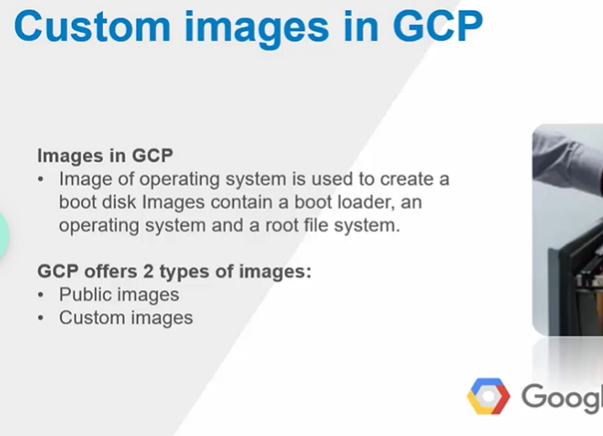 Custom images in GCP
Images in GCP
• Image of operating system is used to create a
boot disk Images contain a boot loader, an
operating system and a root file system.
GCP offers 2 types of images:
• Public images
• Custom images
Googl